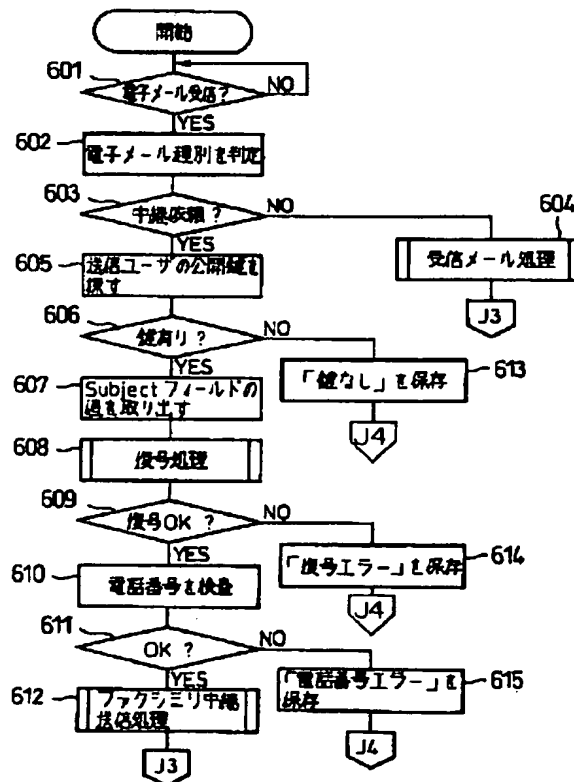 開始
601
電子メール受信?
NO
YES
602
電子メール種別を判定
603
中継依頼?
NO
YES
604
受信メール処理
J3
605
送信ユーザの公開鍵を
探す
606
鍵有り?
NO
YES
613
「鍵なし」を保存
J4
607
Subjectフィールドの
値を取り出す
608
復号処理
609
復号OK ?
NO
YES
614
「復号エラー」を保存
J4
610
電話番号を検査
611
OK ?
NO
YES
615
「電話番号エラー」を
保存
J4
612
ファクシミリ中継
送信処理
J3